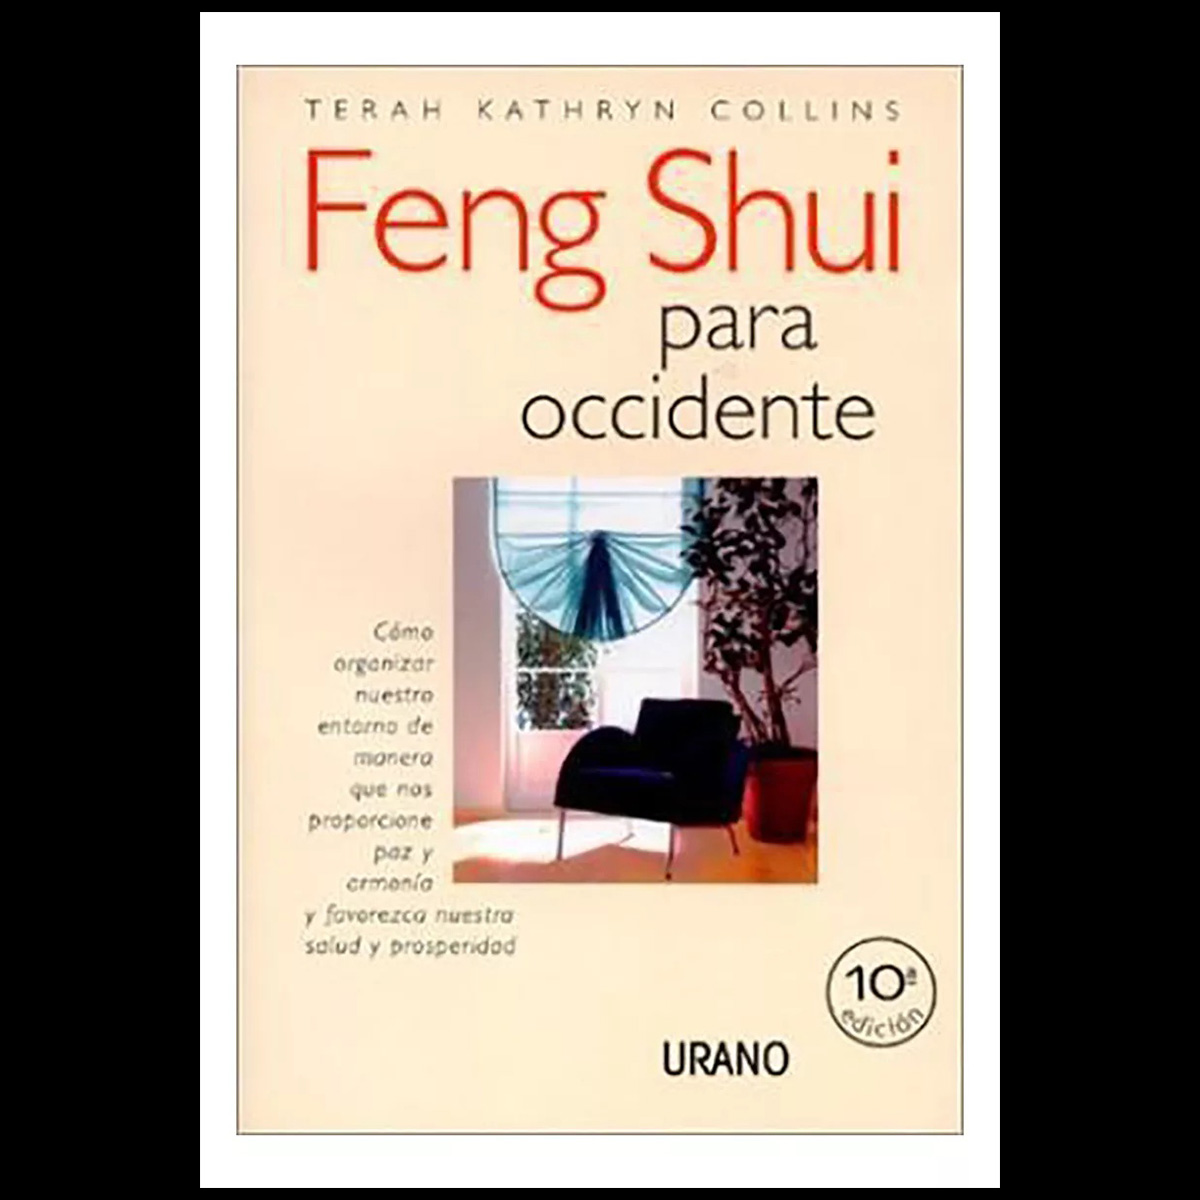 TERAH KATHRYN COLLINS
Feng Shui
para
occidente
Cómo
organizar
nuestro
entorno de
manera
que nos
proporcione
paz y
armonía
y favorezca nuestra
salud y prosperidad
10ª
edición
URANO